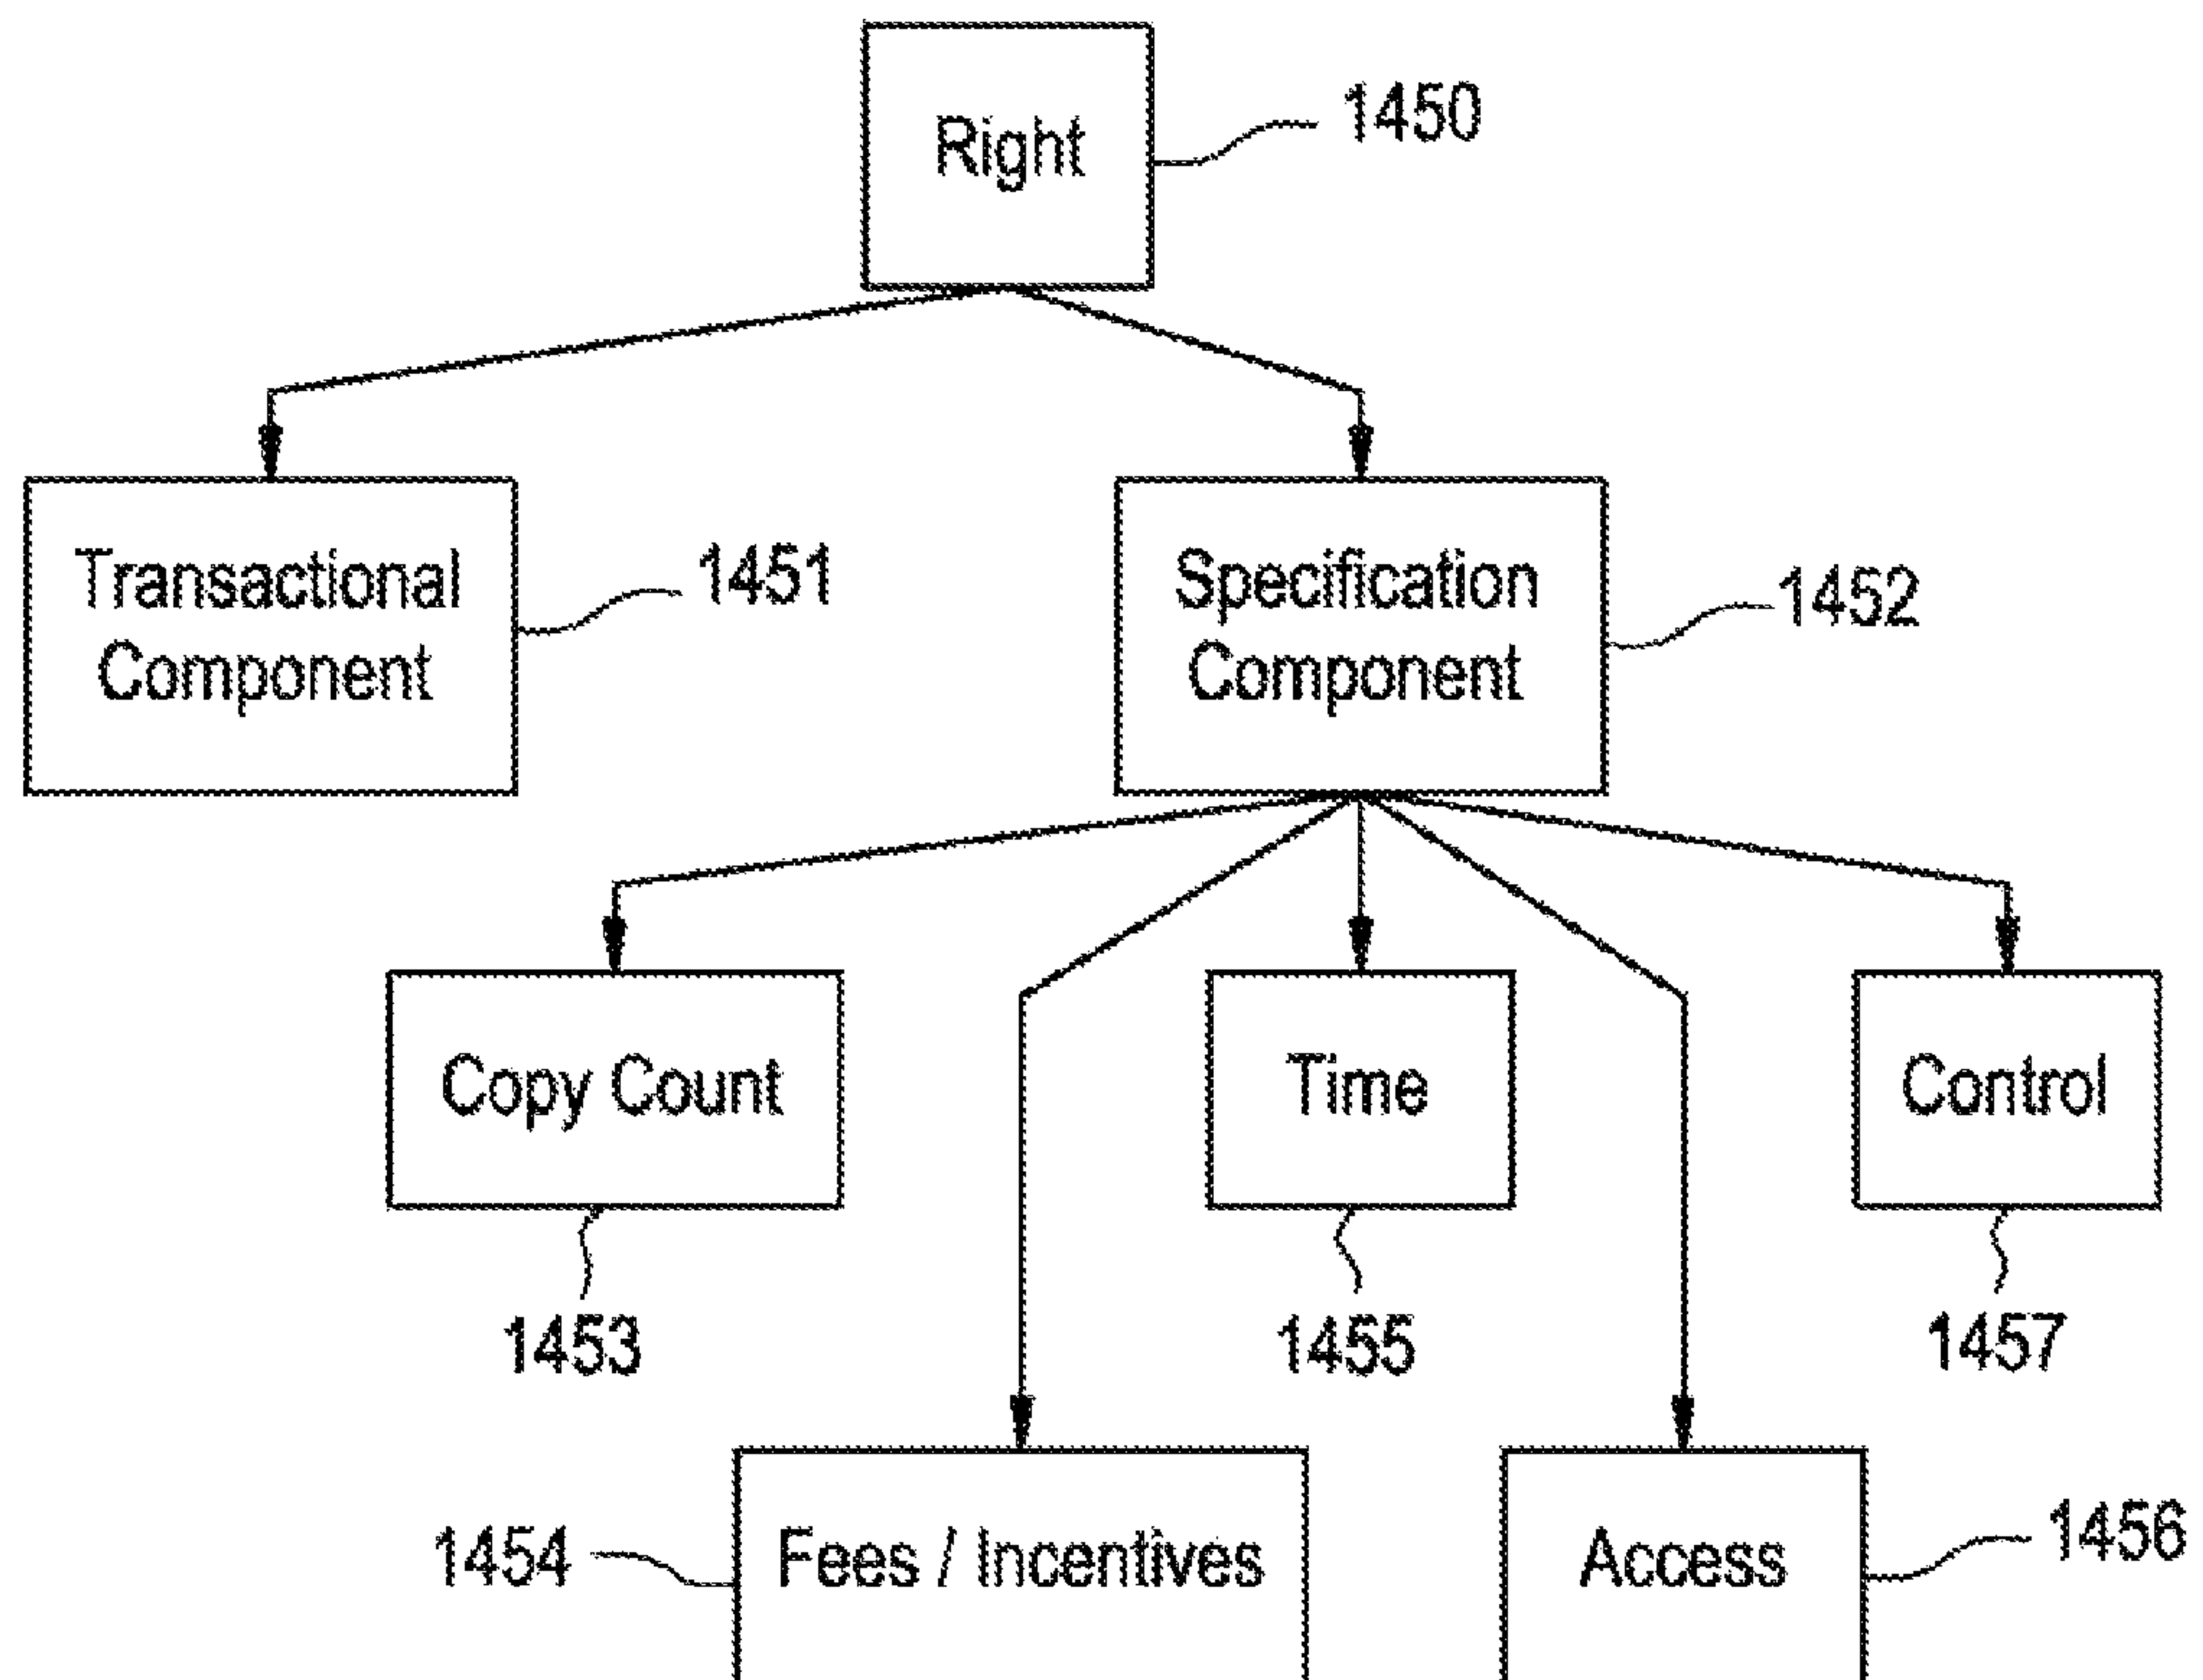 Right
1450
Transactional
Component
1451
Specification
Component
1452
Copy Count
Time
Control
1453
1455
1457
1454
Fees / Incentives
Access
1456